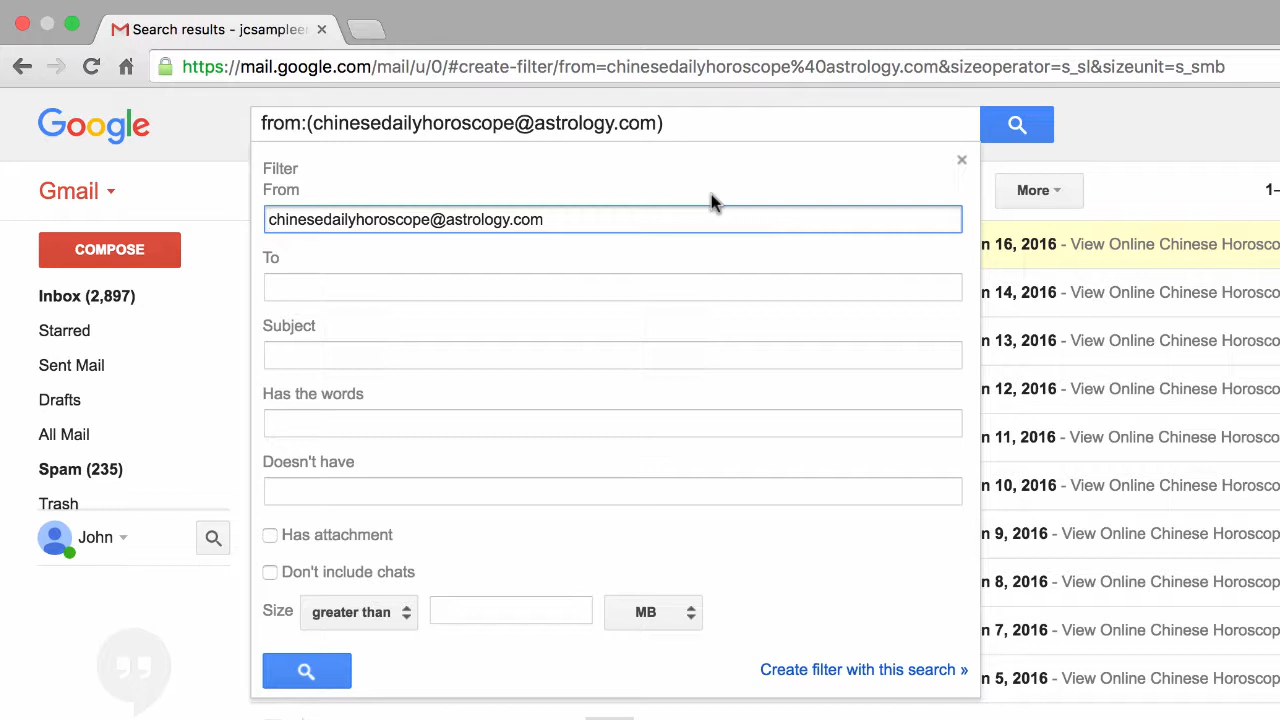 Search results - jcsamplee
https://mail.google.com/mail/u/0/#create-filter/from=chinesedailyhoroscope%40astrology.com&sizeoperator=s_sl&sizeunit=s_smb
Google
from:(chinesedailyhoroscope@astrology.com)
Gmail
COMPOSE
Inbox (2,897)
Starred
Sent Mail
Drafts
All Mail
Spam (235)
Trash
John
Filter
From
chinesedailyhoroscope@astrology.com
To
Subject
Has the words
Doesn't have
Has attachment
Don't include chats
Size greater than MB
Create filter with this search »
More
1–
n 16, 2016 - View Online Chinese Horosco
n 14, 2016 - View Online Chinese Horosco
n 13, 2016 - View Online Chinese Horosco
n 12, 2016 - View Online Chinese Horosco
n 11, 2016 - View Online Chinese Horosco
n 10, 2016 - View Online Chinese Horosco
n 9, 2016 - View Online Chinese Horoscop
n 8, 2016 - View Online Chinese Horoscop
n 7, 2016 - View Online Chinese Horoscop
n 5, 2016 - View Online Chinese Horoscop